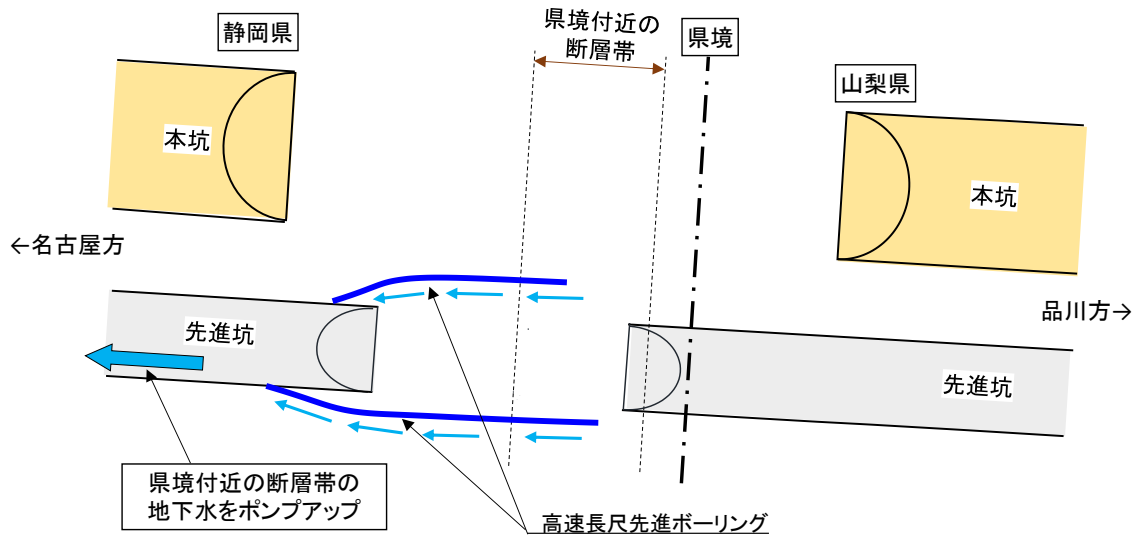 静岡県
県境付近の
断層帯
県境
山梨県
本坑
本坑
←名古屋方
品川方→
先進坑
先進坑
県境付近の断層帯の
地下水をポンプアップ
高速長尺先進ボーリング